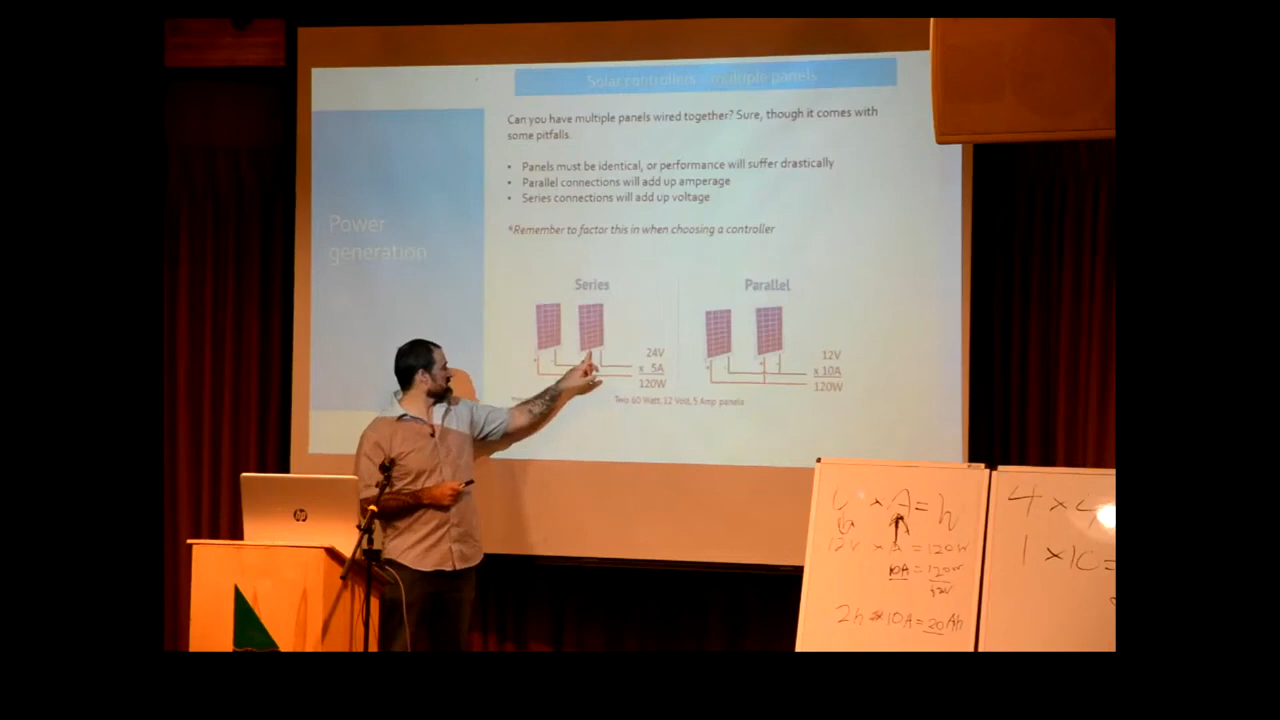 Solar controllers – multiple panels
Can you have multiple panels wired together? Sure, though it comes with
some pitfalls.
• Panels must be identical, or performance will suffer drastically
• Parallel connections will add up amperage
• Series connections will add up voltage
*Remember to factor this in when choosing a controller
Power
generation
Series
Parallel
24V
x 5A
120W
12V
x 10A
120W
Two 60 Watt, 12 Volt, 5 Amp panels
hp
x A =
12V x A = 120W
10A = 120W
12V
2h x 10A = 20Ah
4 x 4
1 x 10 =